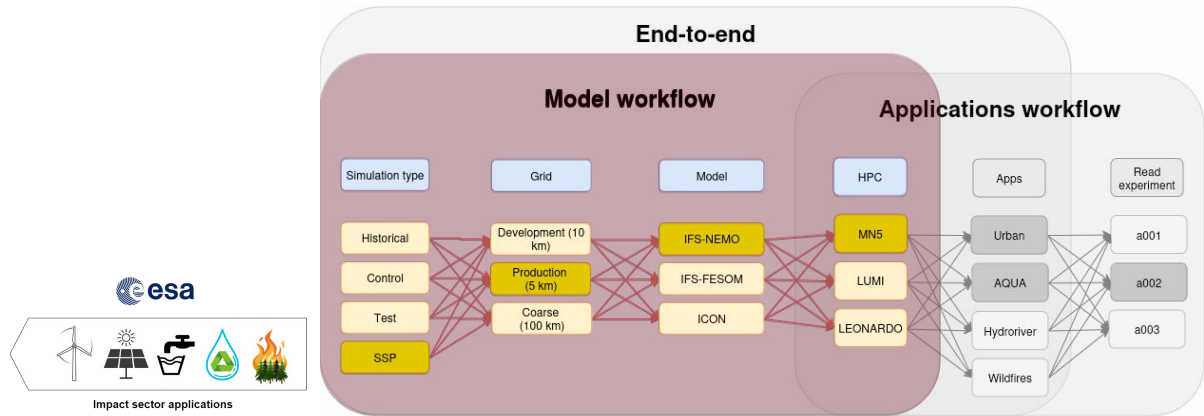 End-to-end
Model workflow
Applications workflow
Simulation type
Grid
Model
HPC
Apps
Read
experiment
Historical
Control
Test
SSP
Development (10
km)
Production
(5 km)
Coarse
(100 km)
IFS-NEMO
IFS-FESOM
ICON
MN5
LUMI
LEONARDO
Urban
AQUA
Hydroriver
Wildfires
a001
a002
a003
esa
Impact sector applications